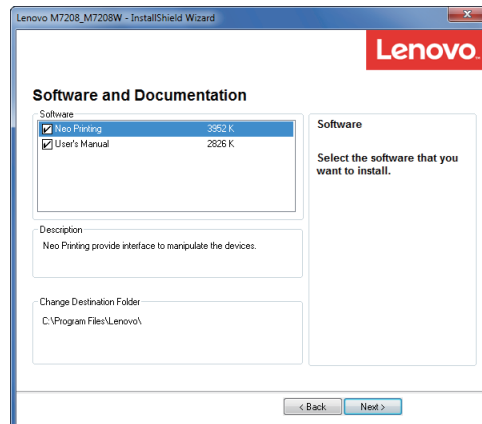 Lenovo M7208_M7208W - InstallShield Wizard
Lenovo
Software and Documentation
Software
Neo Printing 3952 K
User's Manual 2826 K
Software
Select the software that you
want to install.
Description
Neo Printing provide interface to manipulate the devices.
Change Destination Folder
C:\Program Files\Lenovo\
< Back
Next >